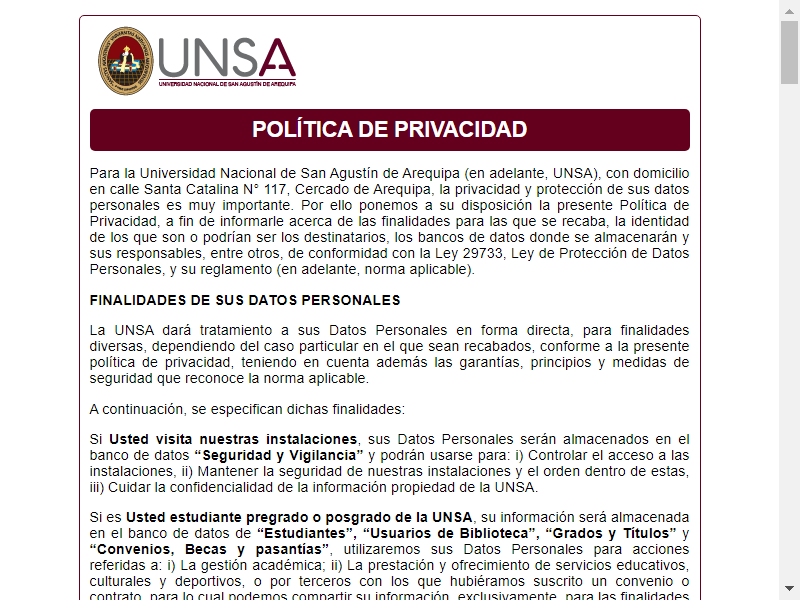 UNSA
UNIVERSIDAD NACIONAL DE SAN AGUSTÍN DE AREQUIPA
POLÍTICA DE PRIVACIDAD
Para la Universidad Nacional de San Agustín de Arequipa (en adelante, UNSA), con domicilio
en calle Santa Catalina N° 117, Cercado de Arequipa, la privacidad y protección de sus datos
personales es muy importante. Por ello ponemos a su disposición la presente Política de
Privacidad, a fin de informarle acerca de las finalidades para las que se recaba, la identidad
de los que son o podrían ser los destinatarios, los bancos de datos donde se almacenarán y
sus responsables, entre otros, de conformidad con la Ley 29733, Ley de Protección de Datos
Personales, y su reglamento (en adelante, norma aplicable).
FINALIDADES DE SUS DATOS PERSONALES
La UNSA dará tratamiento a sus Datos Personales en forma directa, para finalidades
diversas, dependiendo del caso particular en el que sean recabados, conforme a la presente
política de privacidad, teniendo en cuenta además las garantías, principios y medidas de
seguridad que reconoce la norma aplicable.
A continuación, se especifican dichas finalidades:
Si Usted visita nuestras instalaciones, sus Datos Personales serán almacenados en el
banco de datos “Seguridad y Vigilancia” y podrán usarse para: i) Controlar el acceso a las
instalaciones, ii) Mantener la seguridad de nuestras instalaciones y el orden dentro de estas,
iii) Cuidar la confidencialidad de la información propiedad de la UNSA.
Si es Usted estudiante pregrado o posgrado de la UNSA, su información será almacenada
en el banco de datos de “Estudiantes”, “Usuarios de Biblioteca”, “Grados y Títulos” y
“Convenios, Becas y pasantías”, utilizaremos sus Datos Personales para acciones
referidas a: i) La gestión académica; ii) La prestación y ofrecimiento de servicios educativos,
culturales y deportivos, o por terceros con los que hubiéramos suscrito un convenio o
contrato, para lo cual podemos compartir su información, exclusivamente, para las finalidades